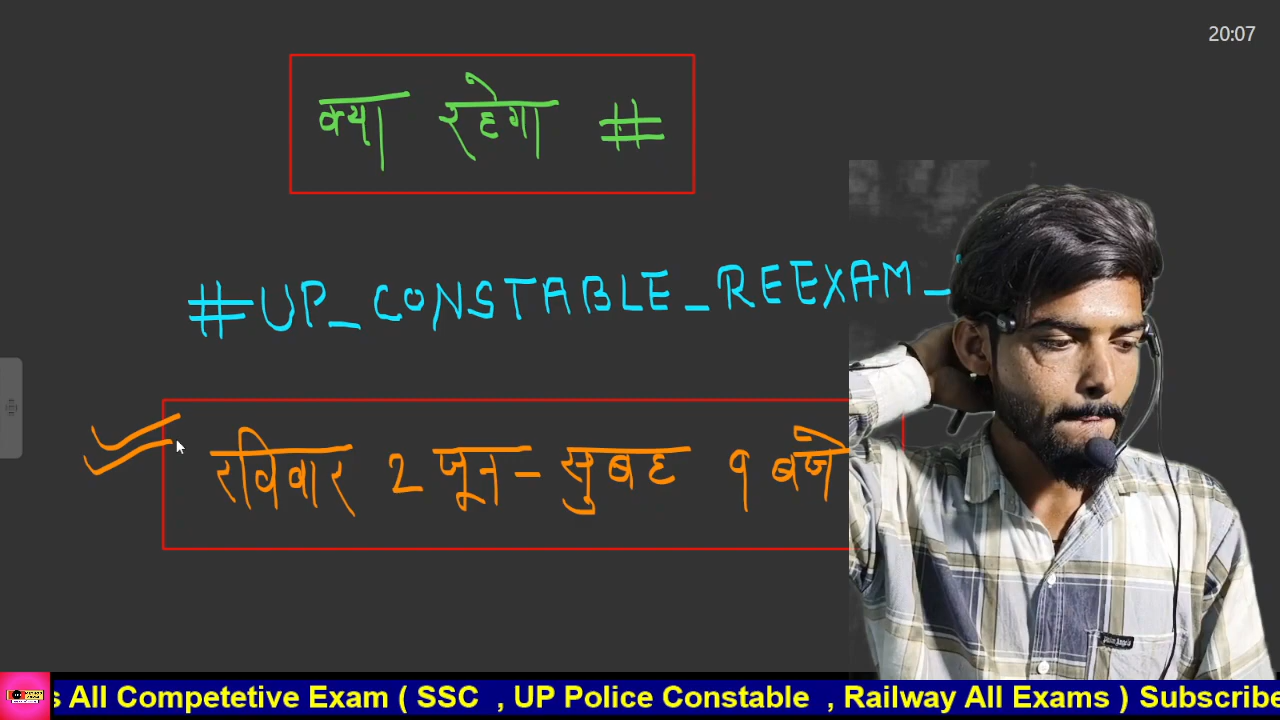 20:07
क्या रहेगा #
#UP_CONSTABLE_REEXAM_
रविवार 2 जून - सुबह 9 बजे
s All Competetive Exam ( SSC , UP Police Constable , Railway All Exams ) Subscribe